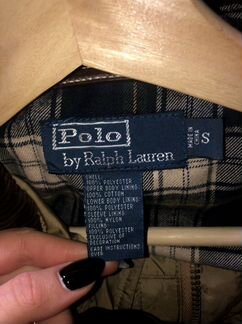 Polo
by Ralph Lauren
S
MADE IN
CHINA
SHELL
100% POLYESTER
UPPER BODY LINING
100% COTTON
LOWER BODY LINING
100% POLYESTER
SLEEVE LINING
100% NYLON
FILLING
100% POLYESTER
EXCLUSIVE OF
DECORATION
CARE INSTRUCTIONS
OVER